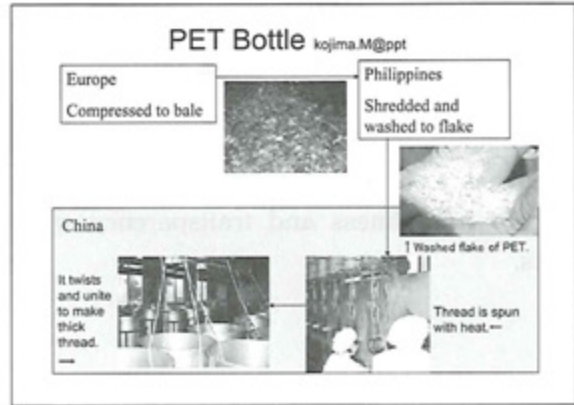 PET Bottle kojima.M@ppt
Europe
Compressed to bale
Philippines
Shredded and
washed to flake
↑Washed flake of PET.
China
It twists
and unite
to make
thick
thread.
→
Thread is spun
with heat.←